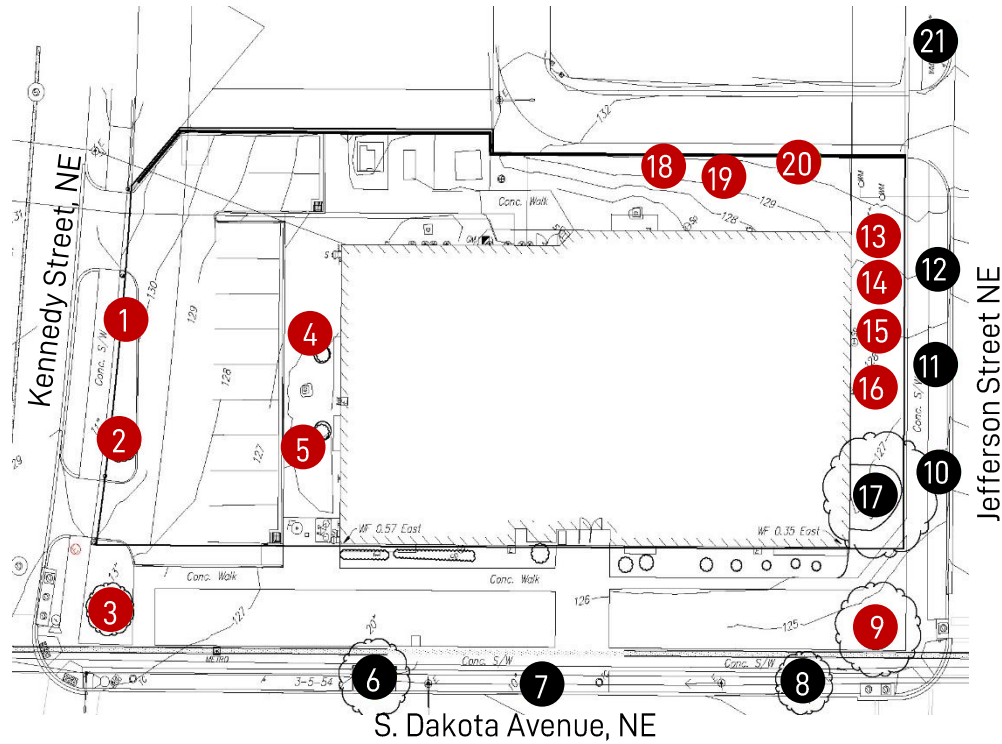 21
132
18
19
20
Conc. Walk
129
128
13
12
Kennedy Street, NE
130
129
1
4
14
15
16
11
Conc. S/W
Conc. S/W
128
2
5
127
127
17
10
Jefferson Street NE
WF 0.57 East
WF 0.35 East
Conc. Walk
Conc. Walk
3
13"
126
127
125
20"
9
METRO
Conc. S/W
Conc. S/W
3-5-54
6
7
8
S. Dakota Avenue, NE